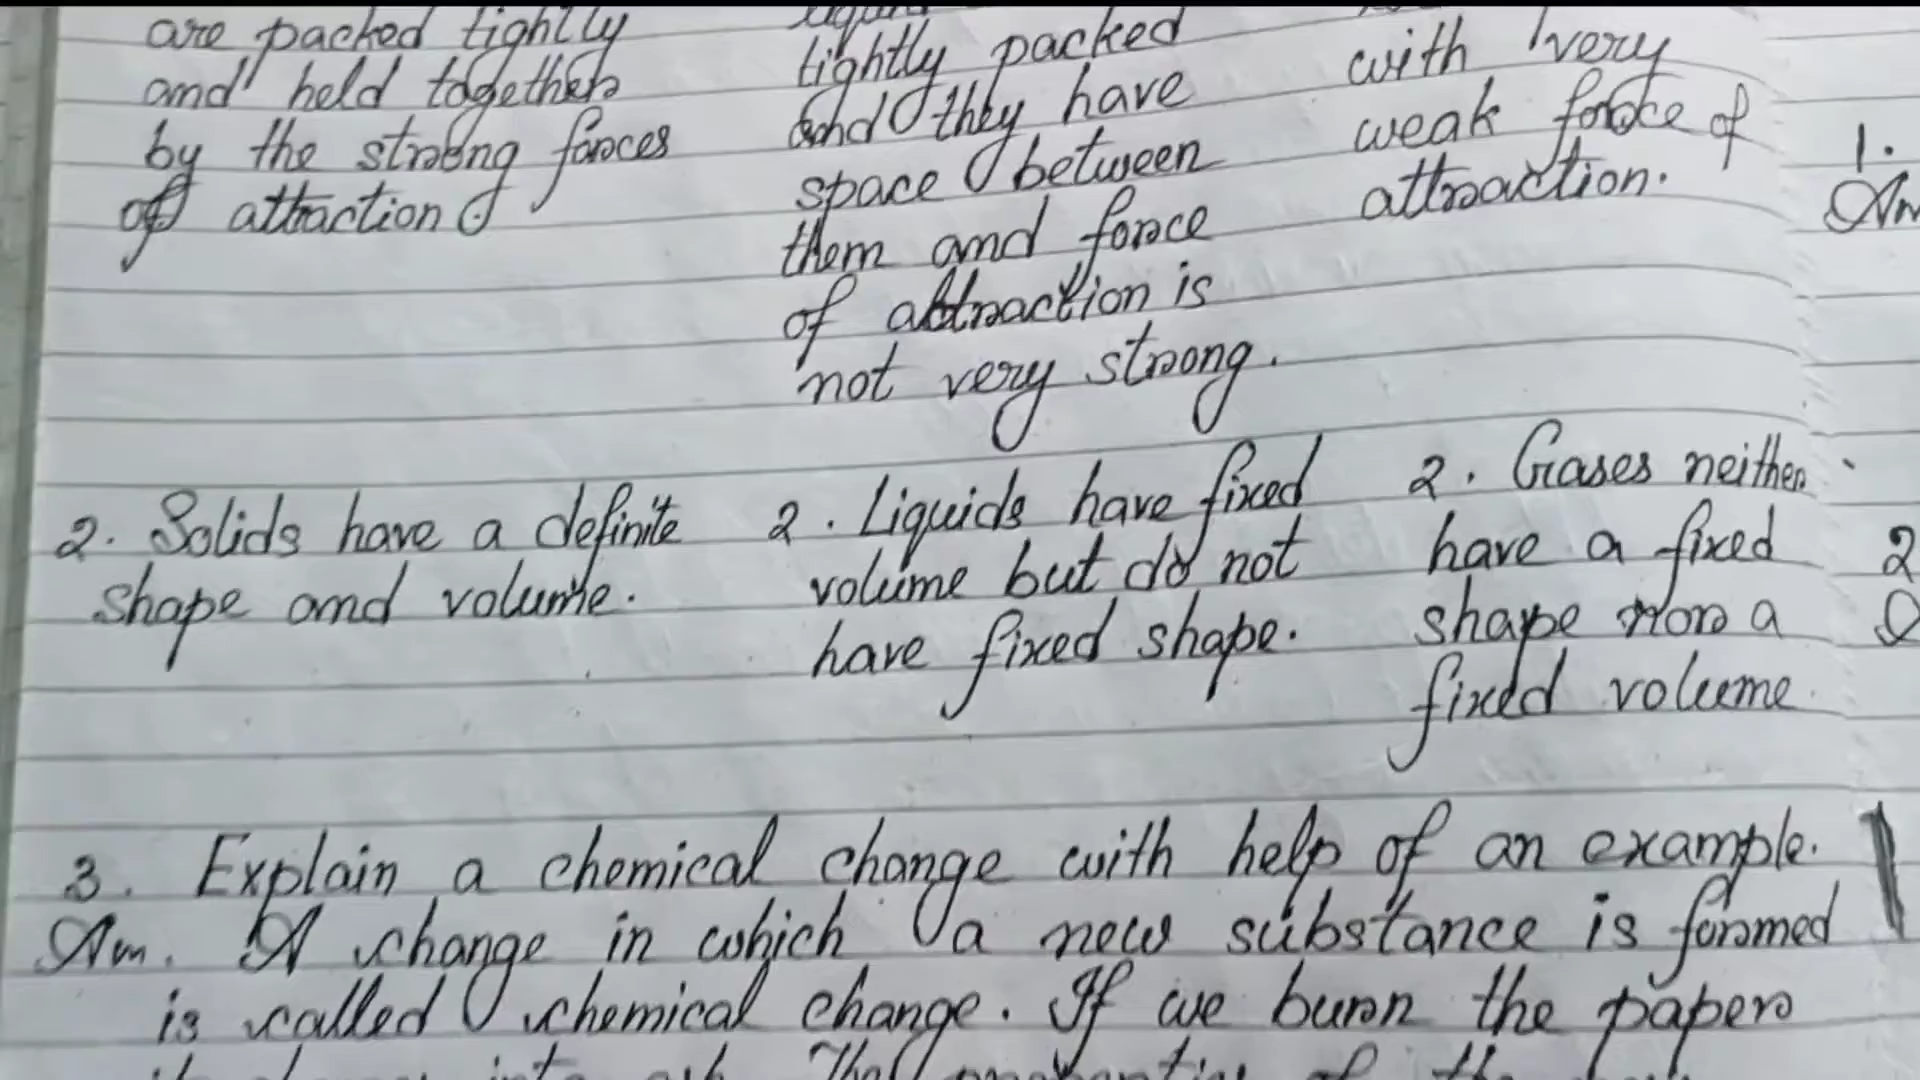 are packed tightly
and held together
by the strong forces
of attraction
tightly packed
and they have
space between
them and force
of attraction is
not very strong.
with very
weak force of
attraction.
2. Solids have a definite
shape and volume.
2. Liquids have fixed
volume but do not
have fixed shape.
2. Gases neither
have a fixed
shape nor a
fixed volume.
3. Explain a chemical change with help of an example.
Ans. A change in which a new substance is formed
is called chemical change. If we burn the paper
1.
2